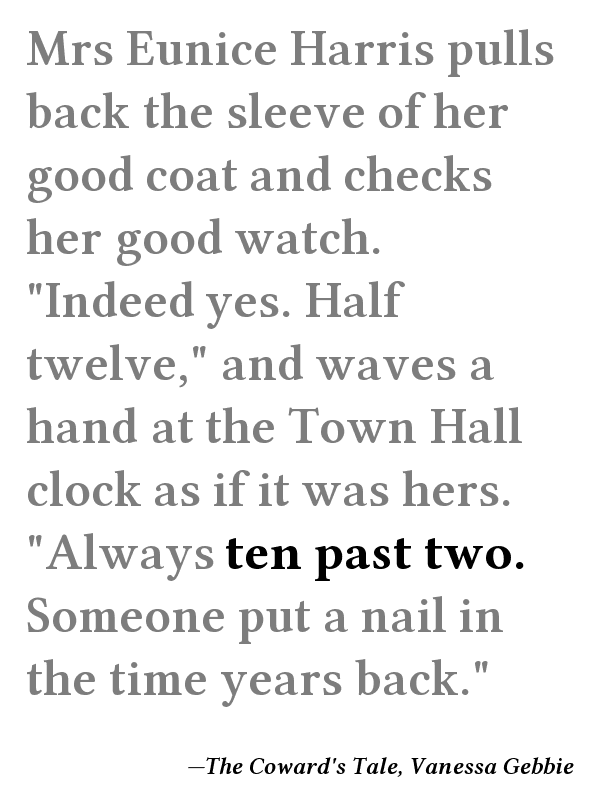 Mrs Eunice Harris pulls
back the sleeve of her
good coat and checks
her good watch.
"Indeed yes. Half
twelve," and waves a
hand at the Town Hall
clock as if it was hers.
"Always ten past two.
Someone put a nail in
the time years back."
—The Coward's Tale, Vanessa Gebbie